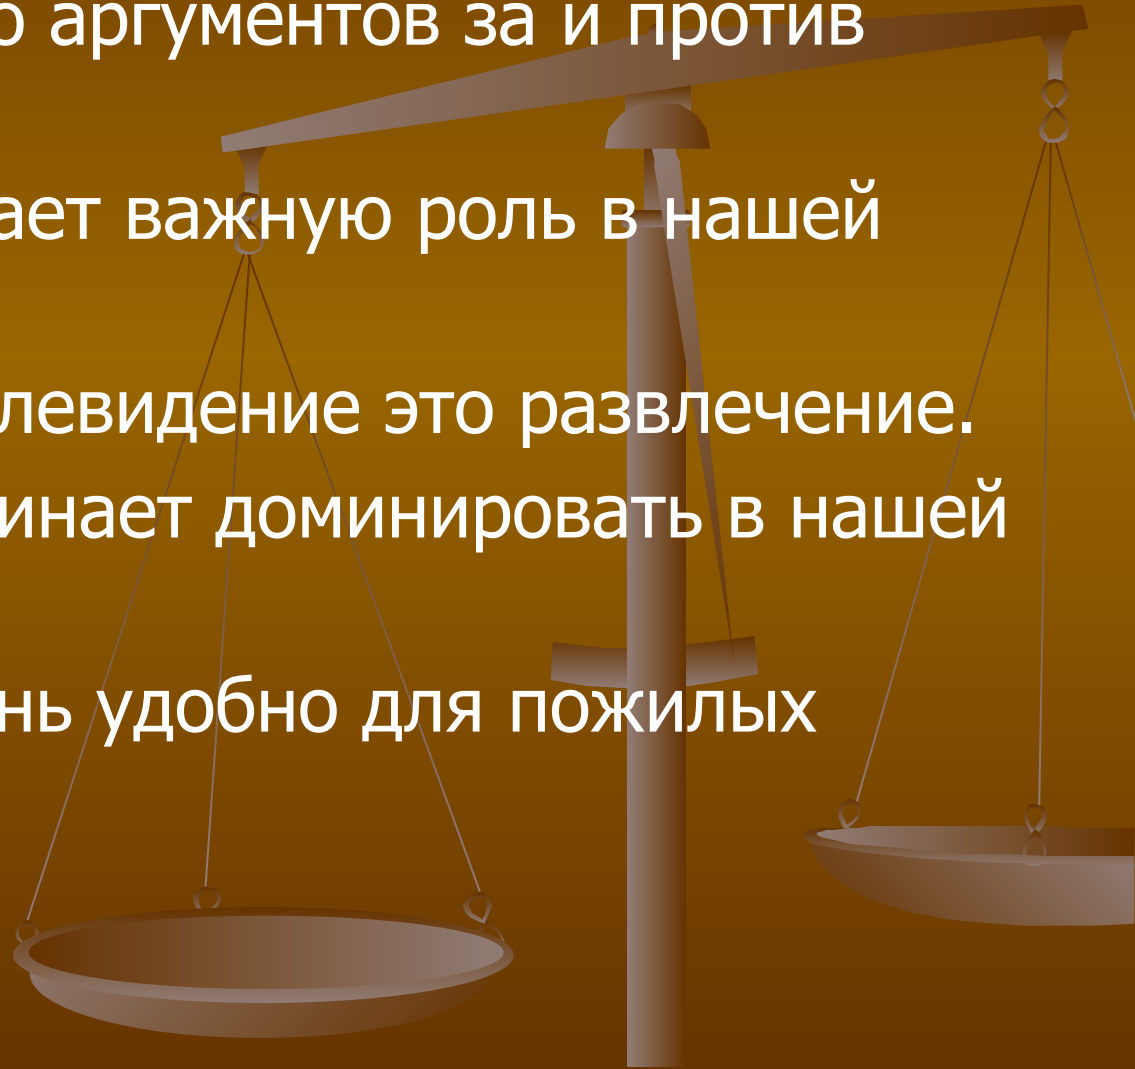 о аргументов за и против
ает важную роль в нашей
левидение это развлечение.
инает доминировать в нашей
нь удобно для пожилых